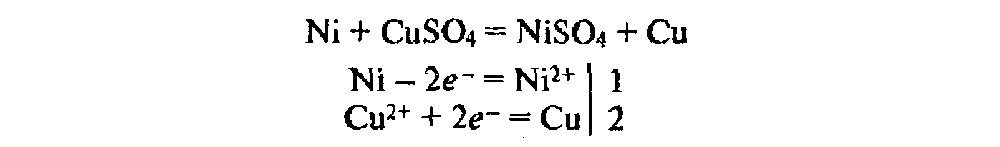 Ni + CuSO₄ = NiSO₄ + Cu
Ni − 2e⁻ = Ni²⁺ | 1
Cu²⁺ + 2e⁻ = Cu | 2